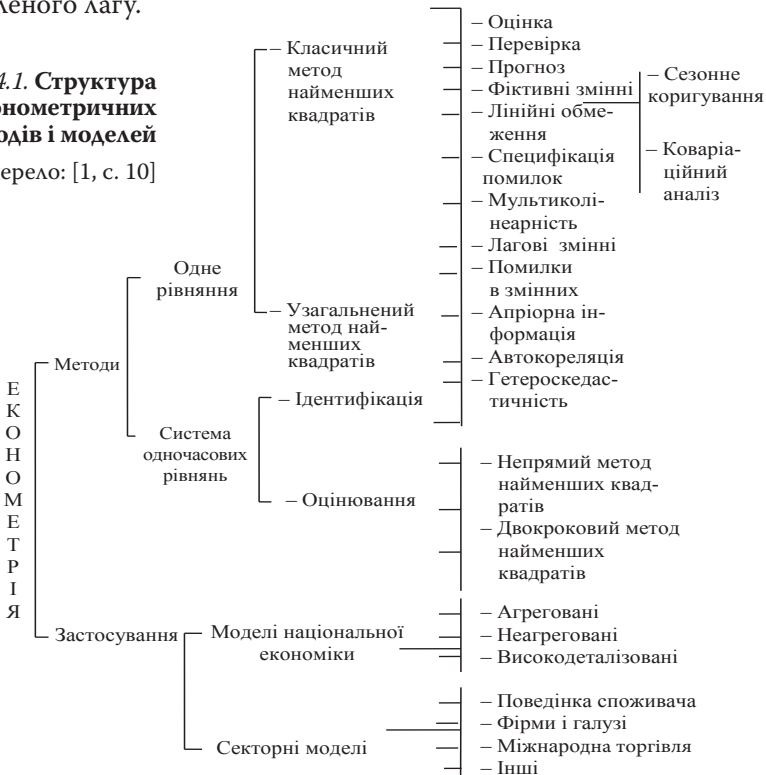 леного лагу.
4.1. Структура
онометричних
одів і моделей
ерело: [1, с. 10]
ЕКОНОМЕТРІЯ
Методи
Одне
рівняння
– Класичний
метод
найменших
квадратів
– Узагальнений
метод най-
менших
квадратів
– Оцінка
– Перевірка
– Прогноз
– Фіктивні змінні
– Лінійні обме-
ження
– Специфікація
помилок
– Мультиколі-
неарність
– Лагові змінні
– Помилки
в змінних
– Апріорна ін-
формація
– Автокореляція
– Гетероскедас-
тичність
– Сезонне
коригування
– Коваріа-
ційний
аналіз
Система
одночасових
рівнянь
– Ідентифікація
– Оцінювання
– Непрямий метод
найменших квад-
ратів
– Двокроковий метод
найменших
квадратів
Застосування
Моделі національної
економіки
– Агреговані
– Неагреговані
– Високодеталізовані
Секторні моделі
– Поведінка споживача
– Фірми і галузі
– Міжнародна торгівля
– Інші